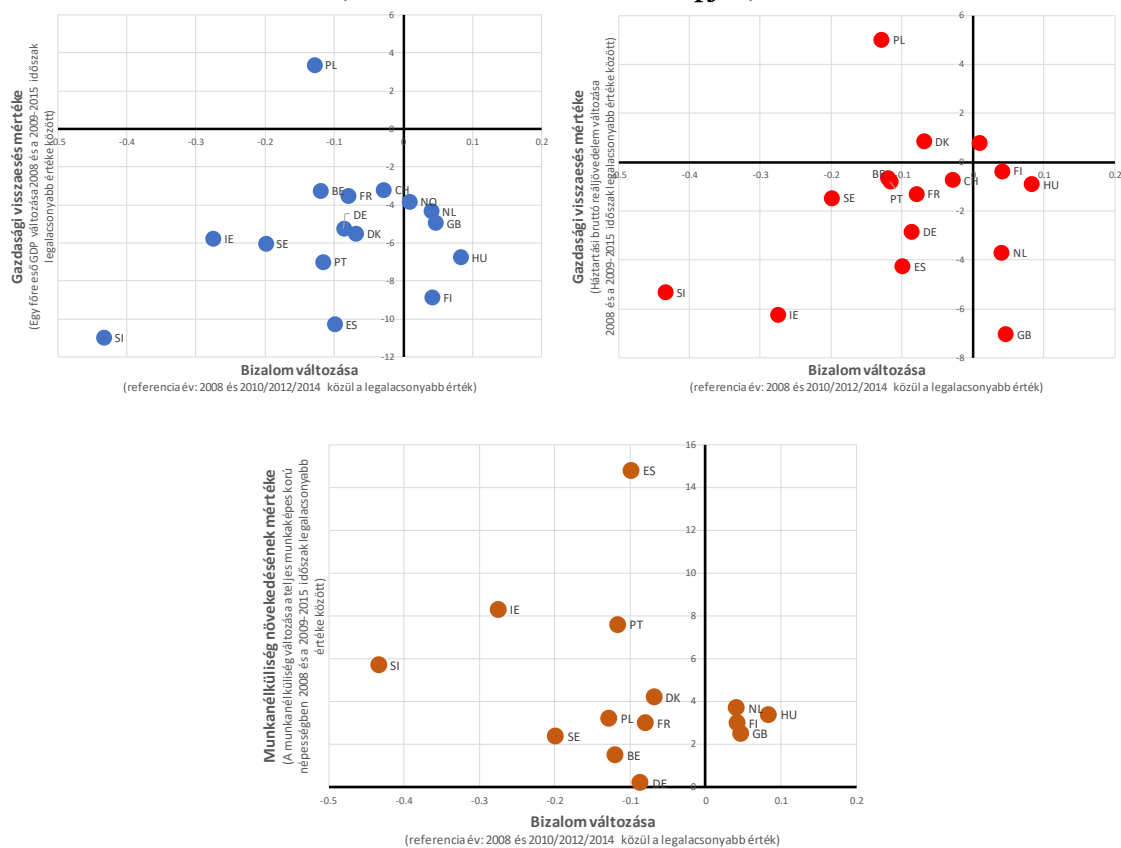 Gazdasági visszaesés mértéke
(Egy főre eső GDP változása 2008 és a 2009-2015 időszak
legalacsonyabb értéke között)
6
4
2
0
-2
-4
-6
-8
-10
-12
-0.5
-0.4
-0.3
-0.2
-0.1
0
0.1
0.2
PL
BE
FR
CH
NO
NL
GB
DE
DK
IE
SE
PT
HU
FI
ES
SI
Bizalom változása
(referencia év: 2008 és 2010/2012/2014 közül a legalacsonyabb érték)
Gazdasági visszaesés mértéke
(Háztartási bruttó reáljövedelem változása
2008 és a 2009-2015 időszak legalacsonyabb értéke között)
6
4
2
0
-2
-4
-6
-8
-0.5
-0.4
-0.3
-0.2
-0.1
0
0.1
0.2
PL
DK
FI
BE
CH
HU
PT
FR
SE
DE
NL
ES
SI
IE
GB
Bizalom változása
(referencia év: 2008 és 2010/2012/2014 közül a legalacsonyabb érték)
Munkanélküliség növekedésének mértéke
(A munkanélküliség változása a teljes munkaképes korú
népességben 2008 és a 2009-2015 időszak legalacsonyabb
értéke között)
16
14
12
10
8
6
4
2
0
-0.5
-0.4
-0.3
-0.2
-0.1
0
0.1
0.2
ES
IE
PT
SI
DK
NL
HU
PL
FR
FI
SE
GB
BE
DE
Bizalom változása
(referencia év: 2008 és 2010/2012/2014 közül a legalacsonyabb érték)